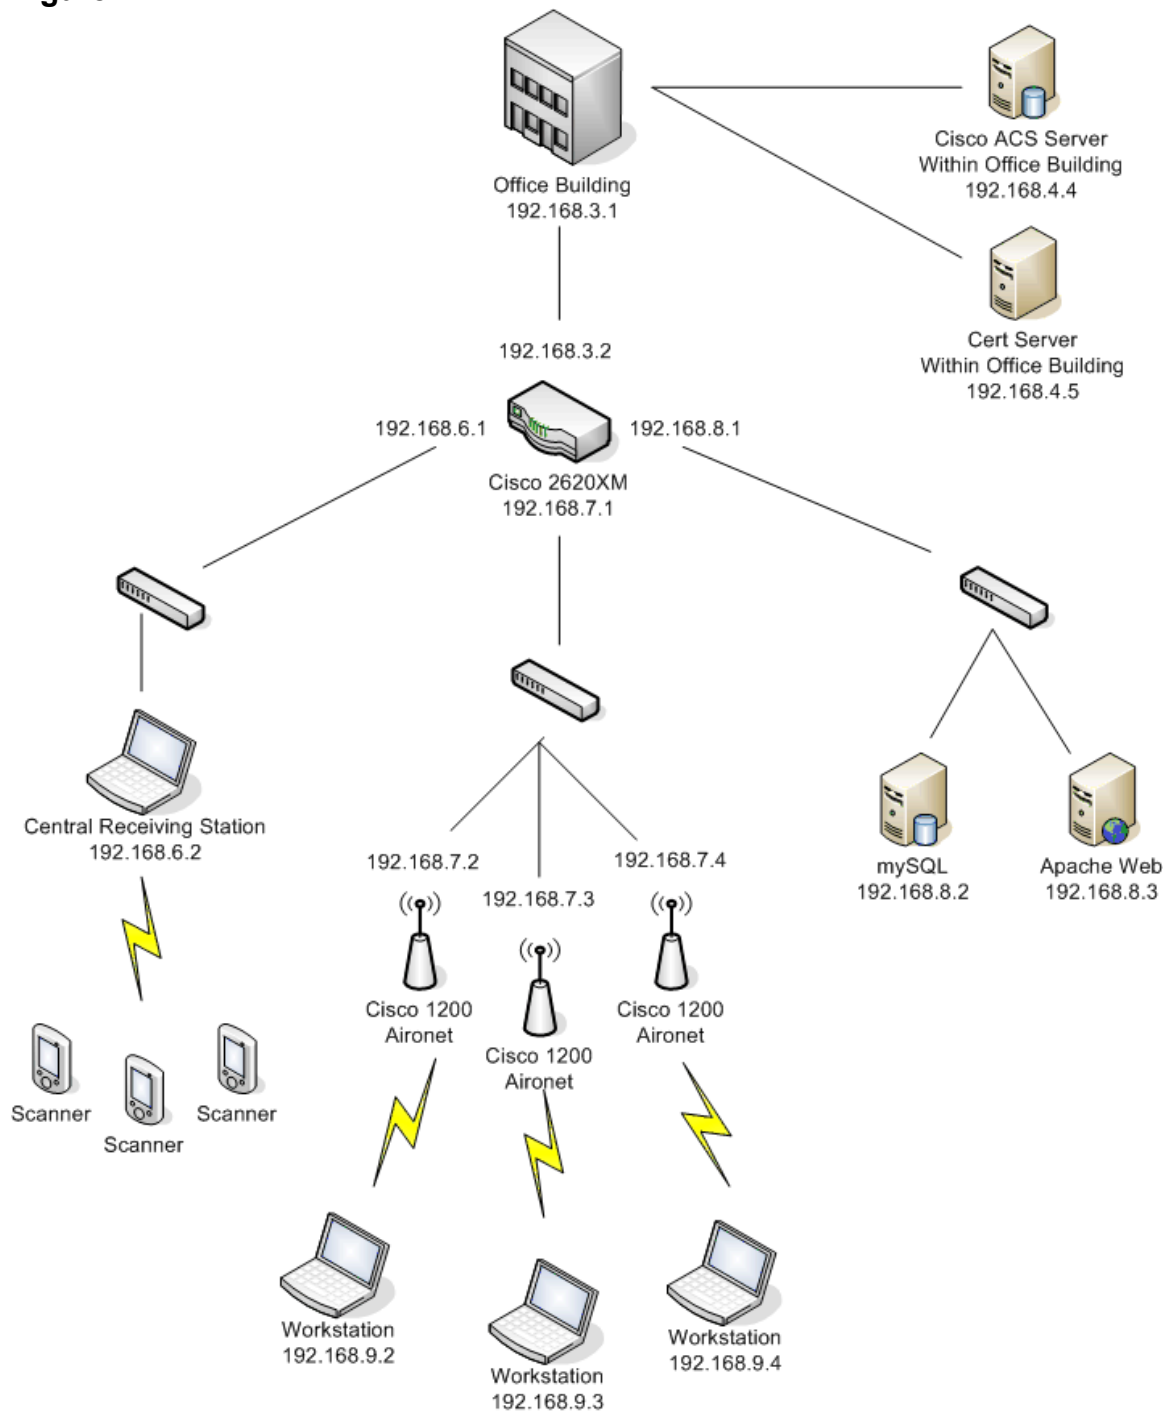 Office Building
192.168.3.1
Cisco ACS Server
Within Office Building
192.168.4.4
Cert Server
Within Office Building
192.168.4.5
192.168.3.2
192.168.6.1
192.168.8.1
Cisco 2620XM
192.168.7.1
Central Receiving Station
192.168.6.2
192.168.7.2
192.168.7.3
192.168.7.4
mySQL
192.168.8.2
Apache Web
192.168.8.3
Cisco 1200
Aironet
Cisco 1200
Aironet
Cisco 1200
Aironet
Scanner
Scanner
Scanner
Workstation
192.168.9.2
Workstation
192.168.9.3
Workstation
192.168.9.4